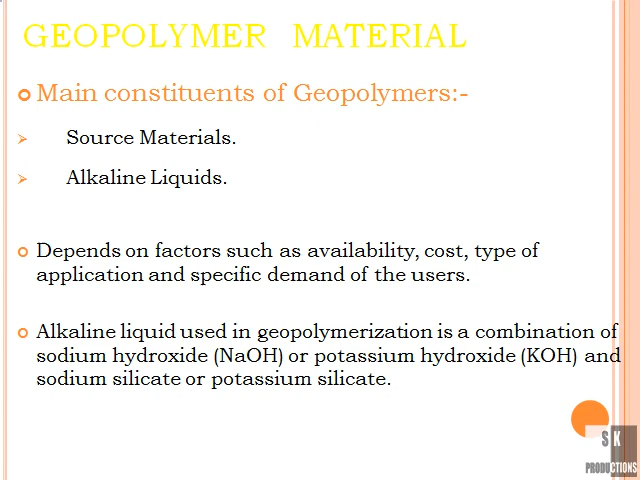 GEOPOLYMER MATERIAL
Main constituents of Geopolymers:-
Source Materials.
Alkaline Liquids.
Depends on factors such as availability, cost, type of
application and specific demand of the users.
Alkaline liquid used in geopolymerization is a combination of
sodium hydroxide (NaOH) or potassium hydroxide (KOH) and
sodium silicate or potassium silicate.
S K
PRODUCTIONS